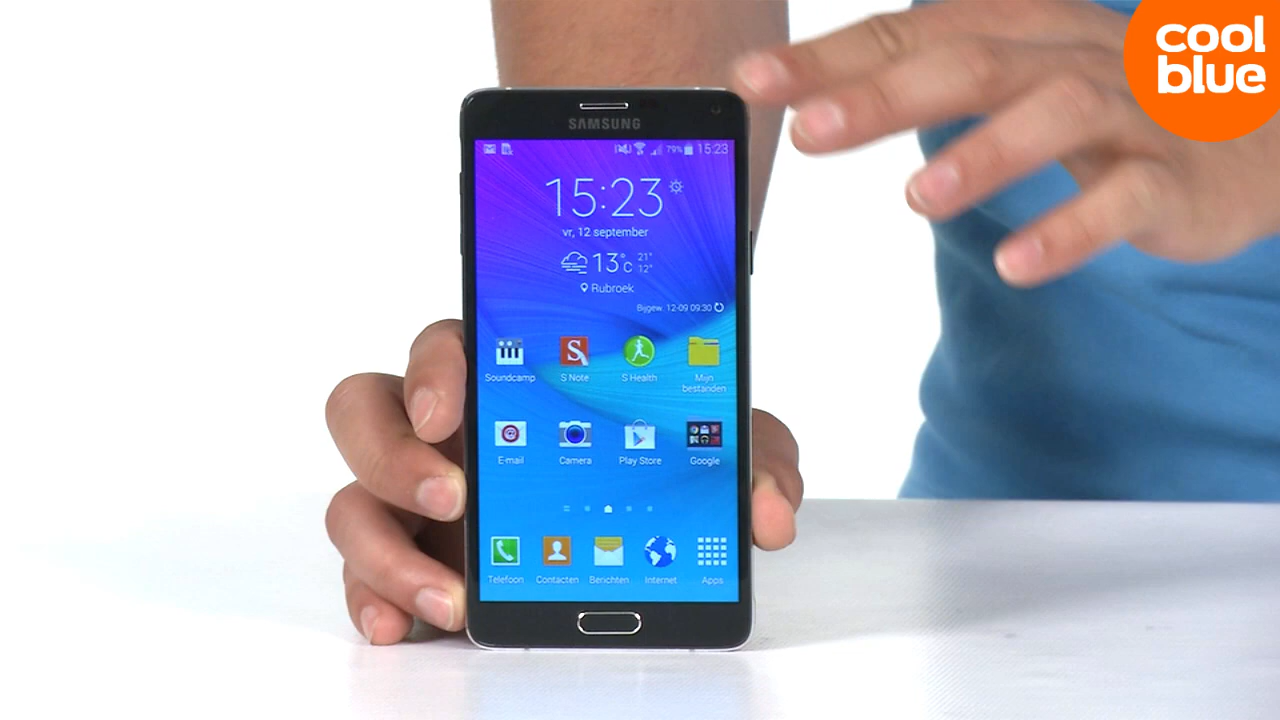 cool
blue
SAMSUNG
79% 15:23
15:23
vr, 12 september
13°C 21° 12°
Rubroek
Bijgew. 12-09 09:30
Soundcamp S Note S Health Mijn bestanden
E-mail Camera Play Store Google
Telefoon Contacten Berichten Internet Apps